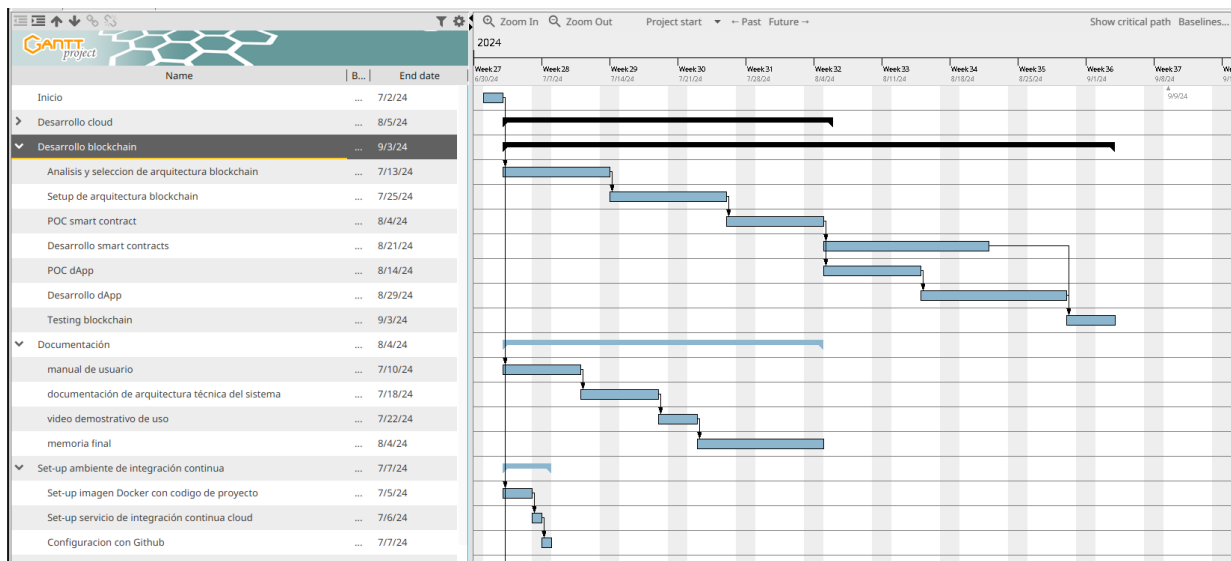 Zoom In Zoom Out Project start ← Past Future → Show critical path Baselines...
GANTT project
2024
Name B... End date
Week 27 Week 28 Week 29 Week 30 Week 31 Week 32 Week 33 Week 34 Week 35 Week 36 Week 37
6/30/24 7/7/24 7/14/24 7/21/24 7/28/24 8/4/24 8/11/24 8/18/24 8/25/24 9/1/24 9/8/24
9/9/24
Inicio ... 7/2/24
Desarrollo cloud ... 8/5/24
Desarrollo blockchain ... 9/3/24
Analisis y seleccion de arquitectura blockchain ... 7/13/24
Setup de arquitectura blockchain ... 7/25/24
POC smart contract ... 8/4/24
Desarrollo smart contracts ... 8/21/24
POC dApp ... 8/14/24
Desarrollo dApp ... 8/29/24
Testing blockchain ... 9/3/24
Documentación ... 8/4/24
manual de usuario ... 7/10/24
documentación de arquitectura técnica del sistema ... 7/18/24
video demostrativo de uso ... 7/22/24
memoria final ... 8/4/24
Set-up ambiente de integración continua ... 7/7/24
Set-up imagen Docker con codigo de proyecto ... 7/5/24
Set-up servicio de integración continua cloud ... 7/6/24
Configuracion con Github ... 7/7/24